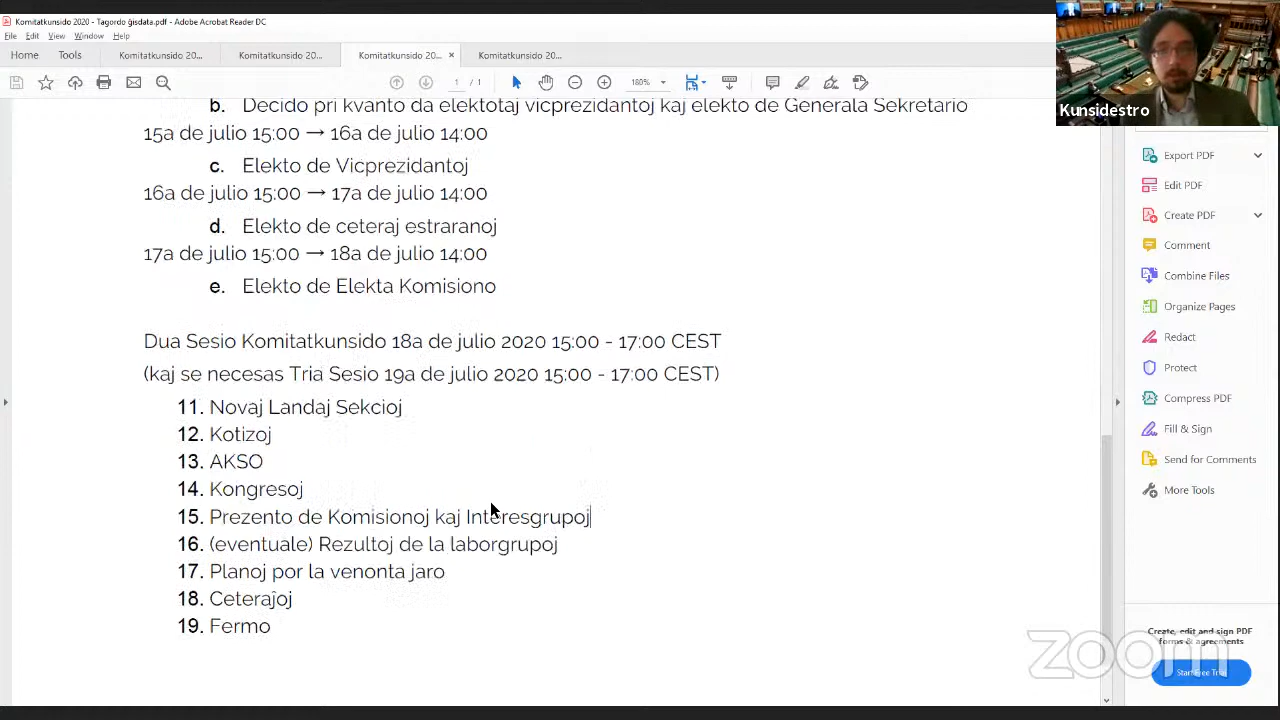 Komitatkunsido 2020 - Tagordo ĝisdata.pdf - Adobe Acrobat Reader DC
File Edit View Window Help
Home Tools Komitatkunsido 20... Komitatkunsido 20... Komitatkunsido 20... × Komitatkunsido 20...
1 / 1 180%
b. Decido pri kvanto da elektotaj vicprezidantoj kaj elekto de Ĝenerala Sekretario
15a de julio 15:00 → 16a de julio 14:00
c. Elekto de Vicprezidantoj
16a de julio 15:00 → 17a de julio 14:00
d. Elekto de ceteraj estraranoj
17a de julio 15:00 → 18a de julio 14:00
e. Elekto de Elekta Komisiono
Dua Sesio Komitatkunsido 18a de julio 2020 15:00 - 17:00 CEST
(kaj se necesas Tria Sesio 19a de julio 2020 15:00 - 17:00 CEST)
11. Novaj Landaj Sekcioj
12. Kotizoj
13. AKSO
14. Kongresoj
15. Prezento de Komisionoj kaj Interesgrupoj
16. (eventuale) Rezultoj de la laborgrupoj
17. Planoj por la venonta jaro
18. Ceteraĵoj
19. Fermo
Kunsidestro
Export PDF
Edit PDF
Create PDF
Comment
Combine Files
Organize Pages
Redact
Protect
Compress PDF
Fill & Sign
Send for Comments
More Tools
Create, edit and sign PDF
forms & agreements
Start Free Trial
zoom